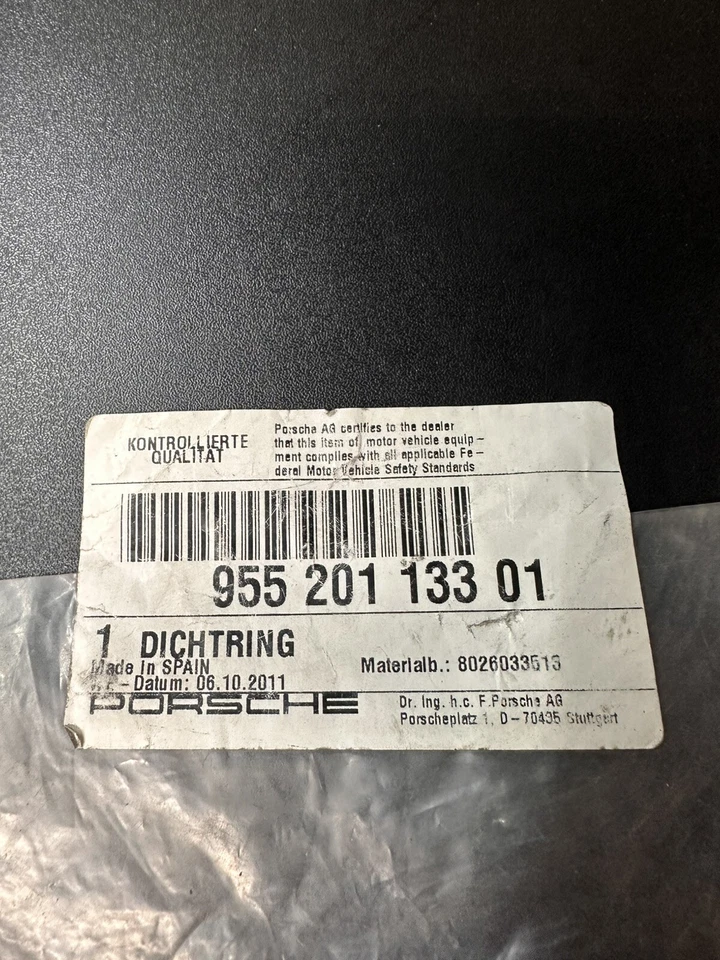 KONTROLLIERTE
QUALITAT
Porsche AG certifies to the dealer
that this item of motor vehicle equip-
ment complies with all applicable Fe-
deral Motor Vehicle Safety Standards
955 201 133 01
1 DICHTRING
Made In SPAIN
Materialb.: 8026033513
-Datum: 06.10.2011
PORSCHE
Dr. Ing. h.c. F.Porsche AG
Porscheplatz 1, D-70435 Stuttgart